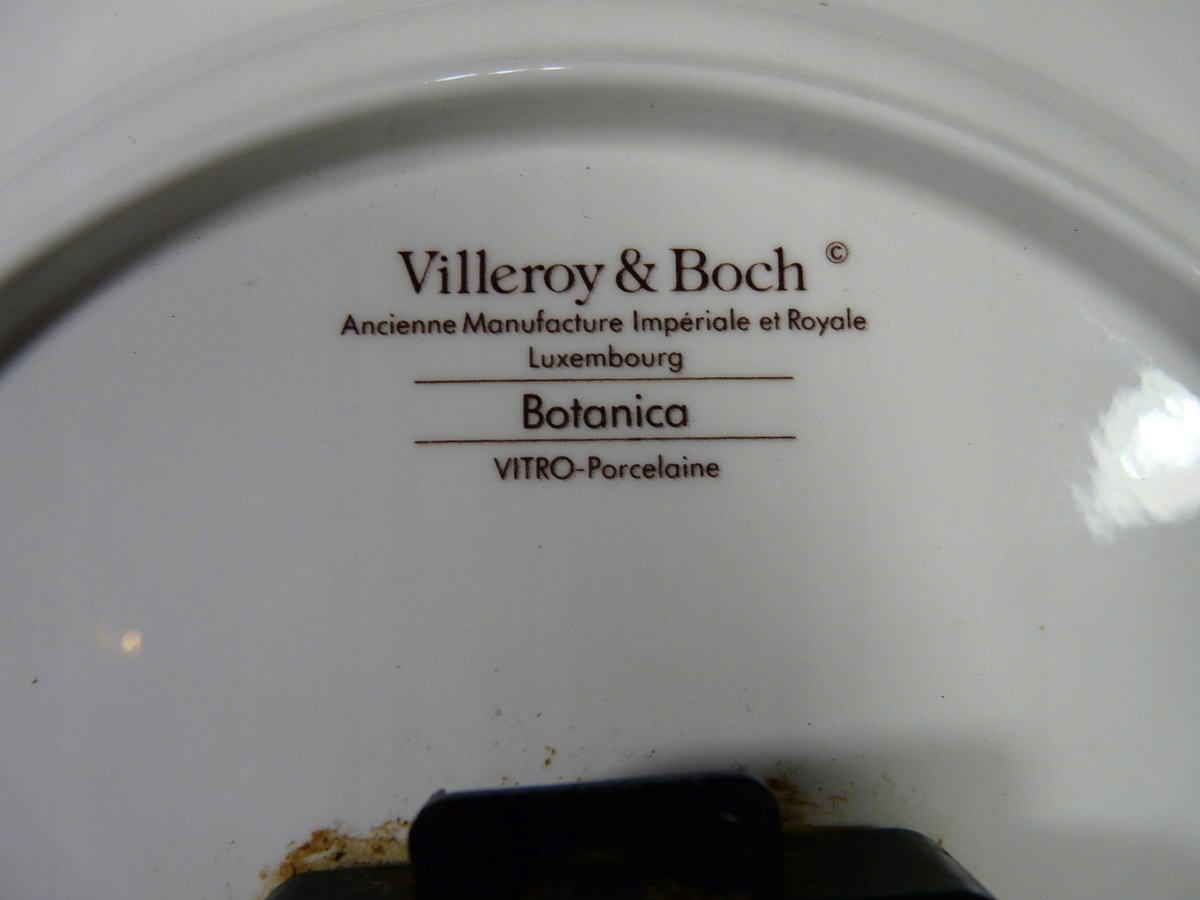 Villeroy & Boch ©
Ancienne Manufacture Impériale et Royale
Luxembourg
Botanica
VITRO-Porcelaine